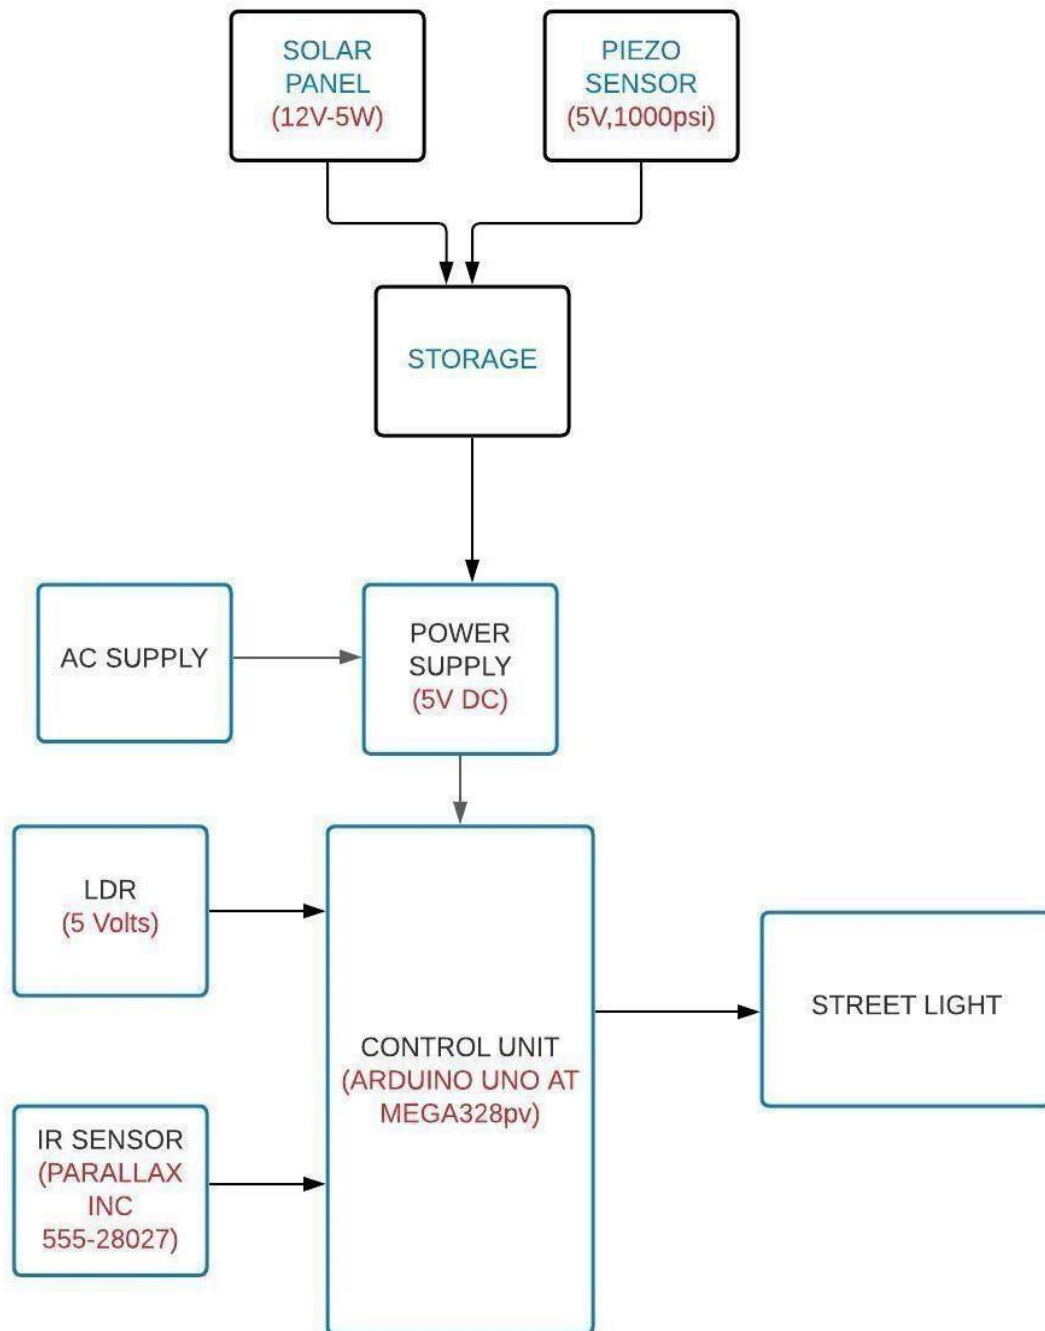 SOLAR
PANEL
(12V-5W)
PIEZO
SENSOR
(5V,1000psi)
STORAGE
AC SUPPLY
POWER
SUPPLY
(5V DC)
LDR
(5 Volts)
CONTROL UNIT
(ARDUINO UNO AT
MEGA328pv)
STREET LIGHT
IR SENSOR
(PARALLAX
INC
555-28027)